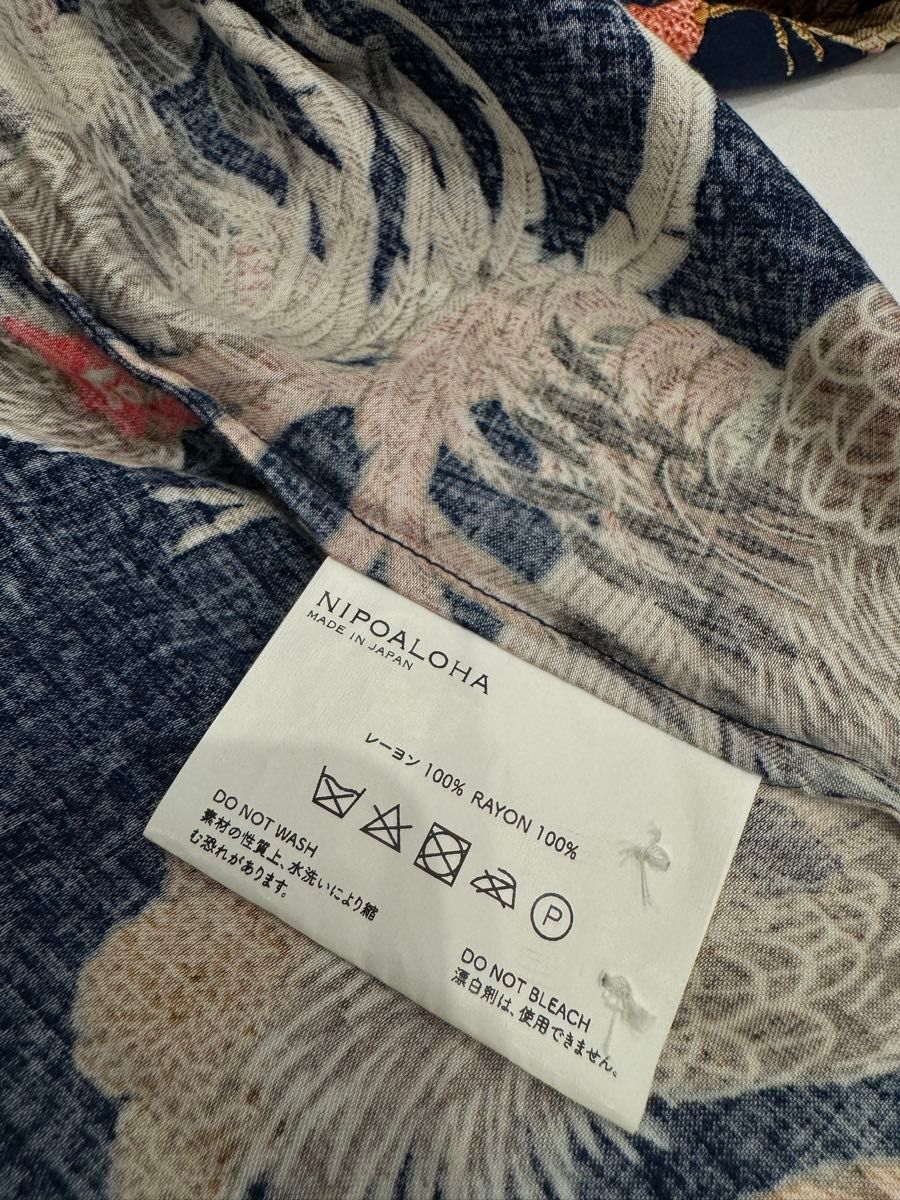 NIPOALOHA
MADE IN JAPAN
レーヨン 100% RAYON 100%
P
DO NOT WASH
素材の性質上、水洗いにより縮
む恐れがあります。
DO NOT BLEACH
漂白剤は、使用できません。